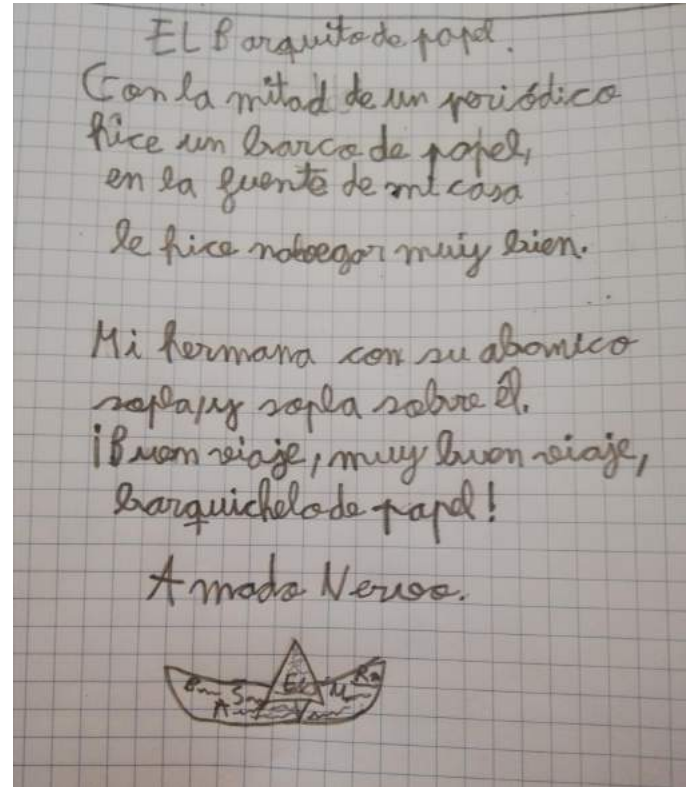 EL Barquito de papel.
Con la mitad de un periódico
hice un barco de papel,
en la fuente de mi casa
le hice navegar muy bien.
Mi hermana con su abanico
sopla, y sopla sobre él.
¡Buen viaje, muy buen viaje,
barquichelo de papel!
Amado Nervo.